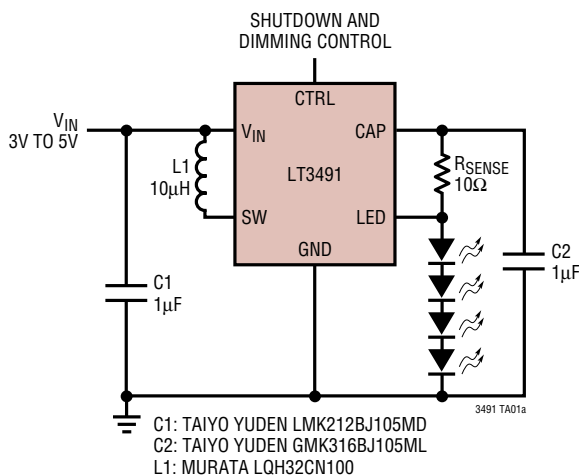 SHUTDOWN AND
DIMMING CONTROL
CTRL
VIN
3V TO 5V
VIN
CAP
L1
10µH
LT3491
RSENSE
10Ω
SW
LED
GND
C1
1µF
C2
1µF
3491 TA01a
C1: TAIYO YUDEN LMK212BJ105MD
C2: TAIYO YUDEN GMK316BJ105ML
L1: MURATA LQH32CN100